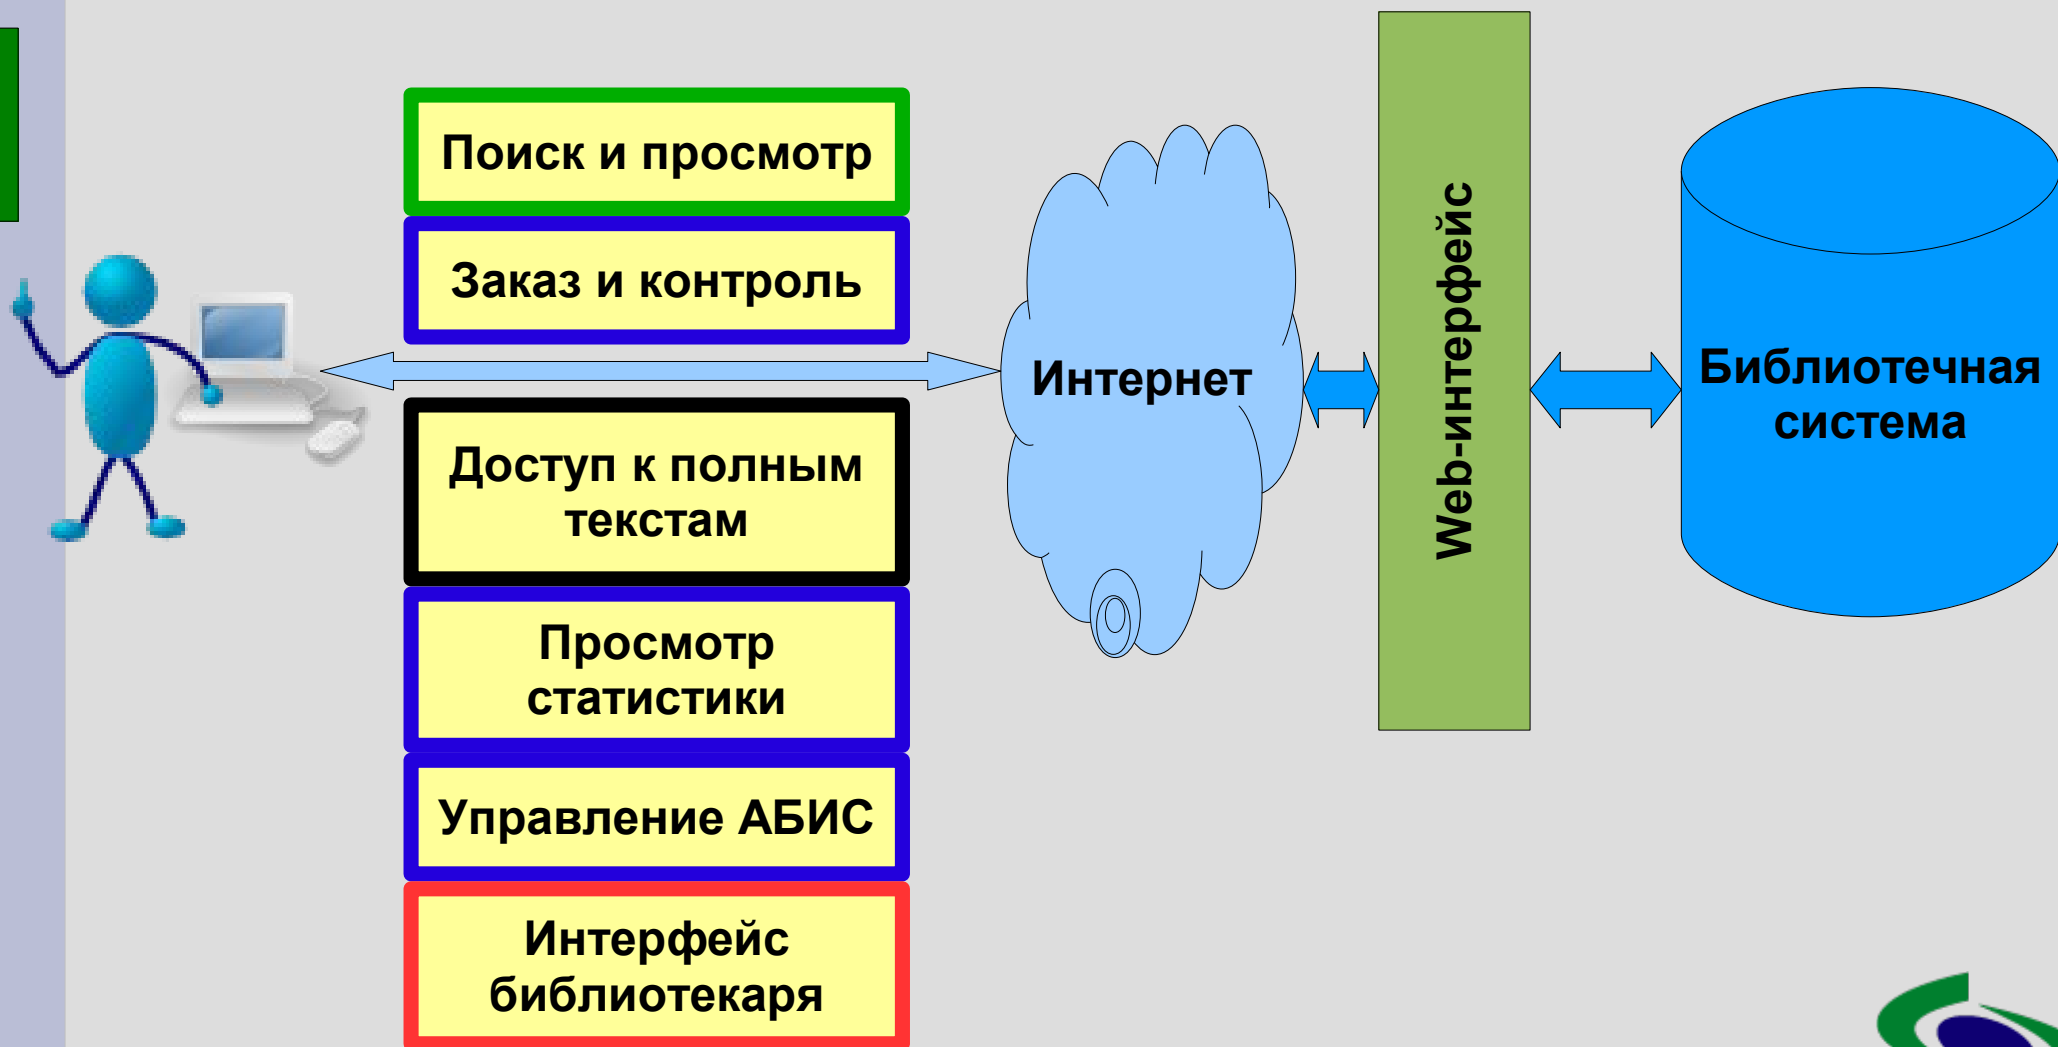 Поиск и просмотр
Заказ и контроль
Доступ к полным
текстам
Просмотр
статистики
Управление АБИС
Интерфейс
библиотекаря
Интернет
Web-интерфейс
Библиотечная
система